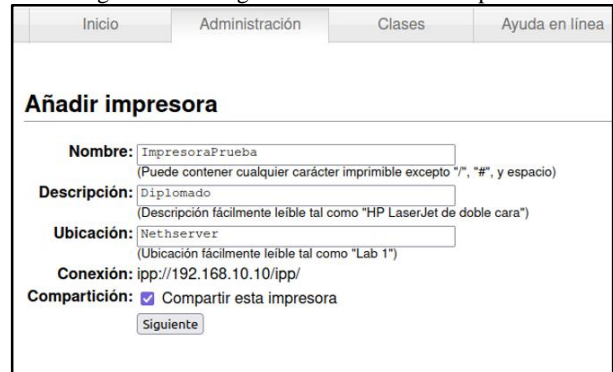 Inicio Administración Clases Ayuda en línea
Añadir impresora
Nombre: ImpresoraPrueba
(Puede contener cualquier carácter imprimible excepto "/", "#", y espacio)
Descripción: Diplomado
(Descripción fácilmente leíble tal como "HP LaserJet de doble cara")
Ubicación: Nethserver
(Ubicación fácilmente leíble tal como "Lab 1")
Conexión: ipp://192.168.10.10/ipp/
Compartición: Compartir esta impresora
Siguiente